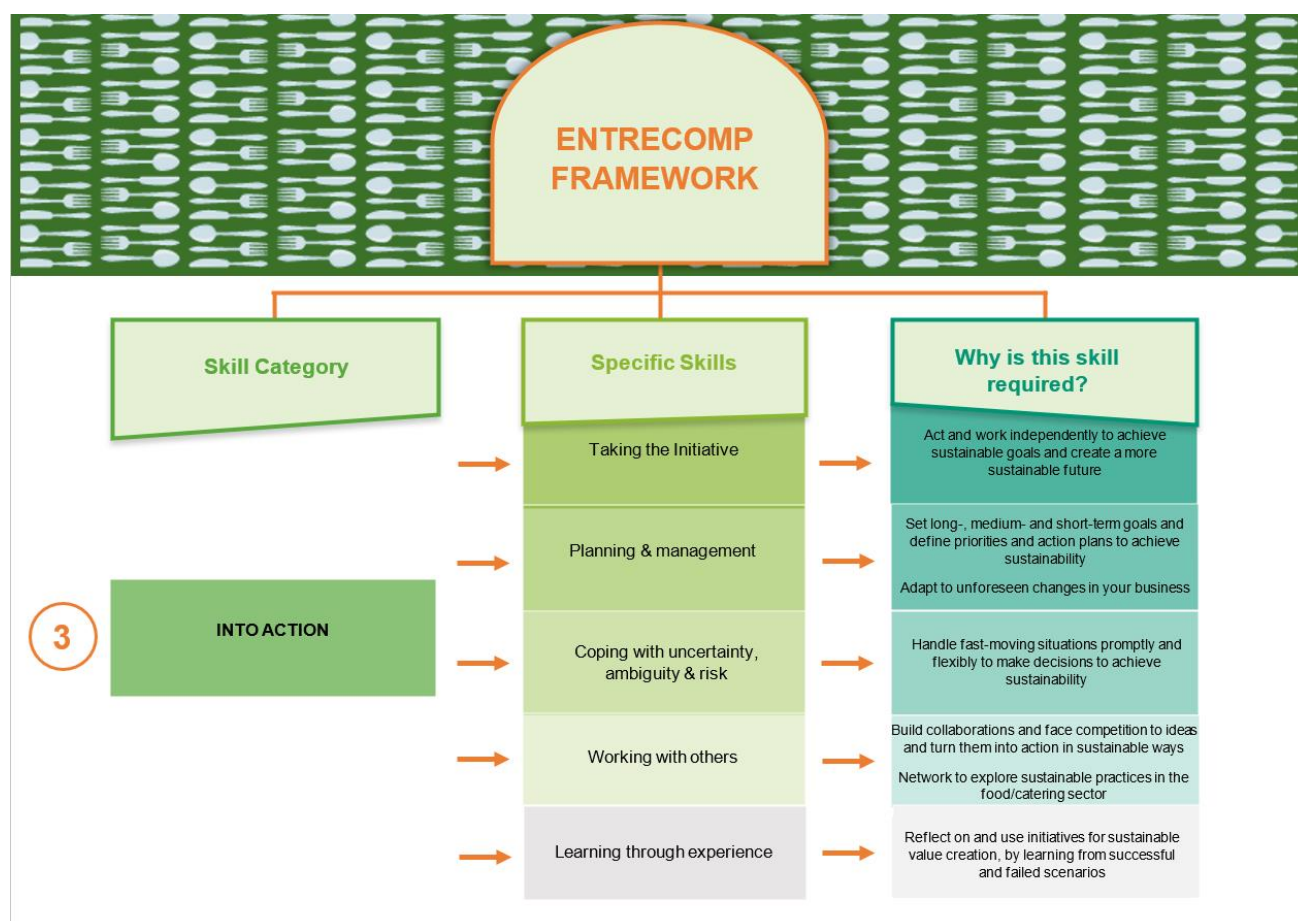 ENTRECOMP
FRAMEWORK
Skill Category
Specific Skills
Why is this skill
required?
3
INTO ACTION
Taking the Initiative
Act and work independently to achieve
sustainable goals and create a more
sustainable future
Planning & management
Set long-, medium- and short-term goals and
define priorities and action plans to achieve
sustainability
Adapt to unforeseen changes in your business
Coping with uncertainty,
ambiguity & risk
Handle fast-moving situations promptly and
flexibly to make decisions to achieve
sustainability
Working with others
Build collaborations and face competition to ideas
and turn them into action in sustainable ways
Network to explore sustainable practices in the
food/catering sector
Learning through experience
Reflect on and use initiatives for sustainable
value creation, by learning from successful
and failed scenarios